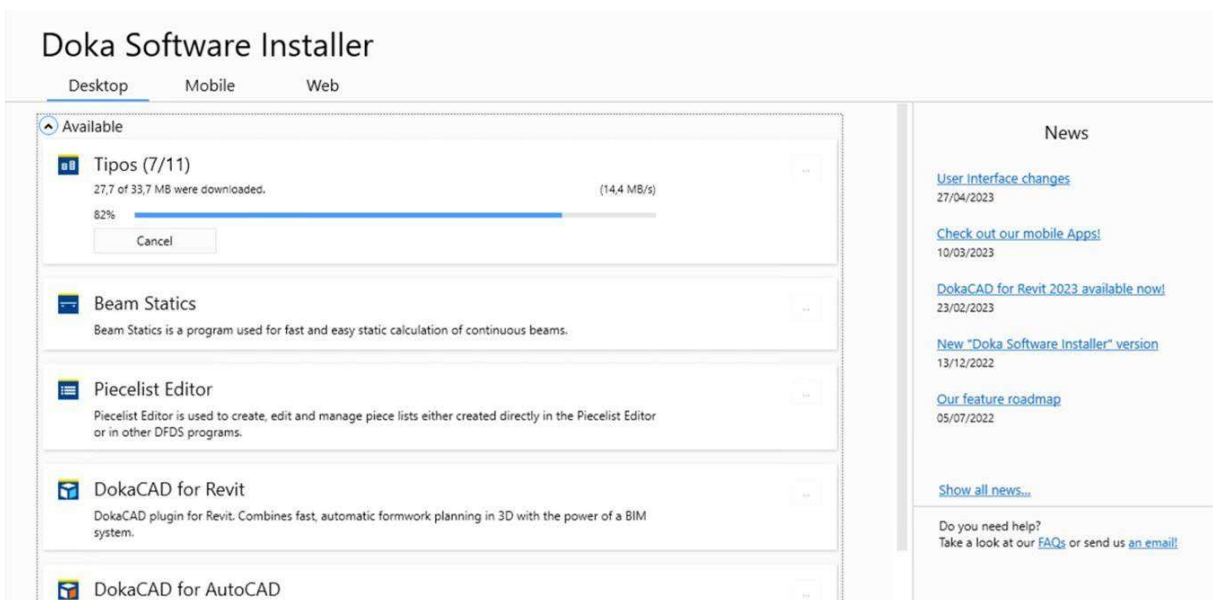 Doka Software Installer
Desktop Mobile Web
Available
Tipos (7/11)
27,7 of 33,7 MB were downloaded. (14,4 MB/s)
82%
Cancel
Beam Statics
Beam Statics is a program used for fast and easy static calculation of continuous beams.
Piecelist Editor
Piecelist Editor is used to create, edit and manage piece lists either created directly in the Piecelist Editor
or in other DFDS programs.
DokaCAD for Revit
DokaCAD plugin for Revit. Combines fast, automatic formwork planning in 3D with the power of a BIM
system.
DokaCAD for AutoCAD
News
User Interface changes
27/04/2023
Check out our mobile Apps!
10/03/2023
DokaCAD for Revit 2023 available now!
23/02/2023
New "Doka Software Installer" version
13/12/2022
Our feature roadmap
05/07/2022
Show all news...
Do you need help?
Take a look at our FAQs or send us an email!